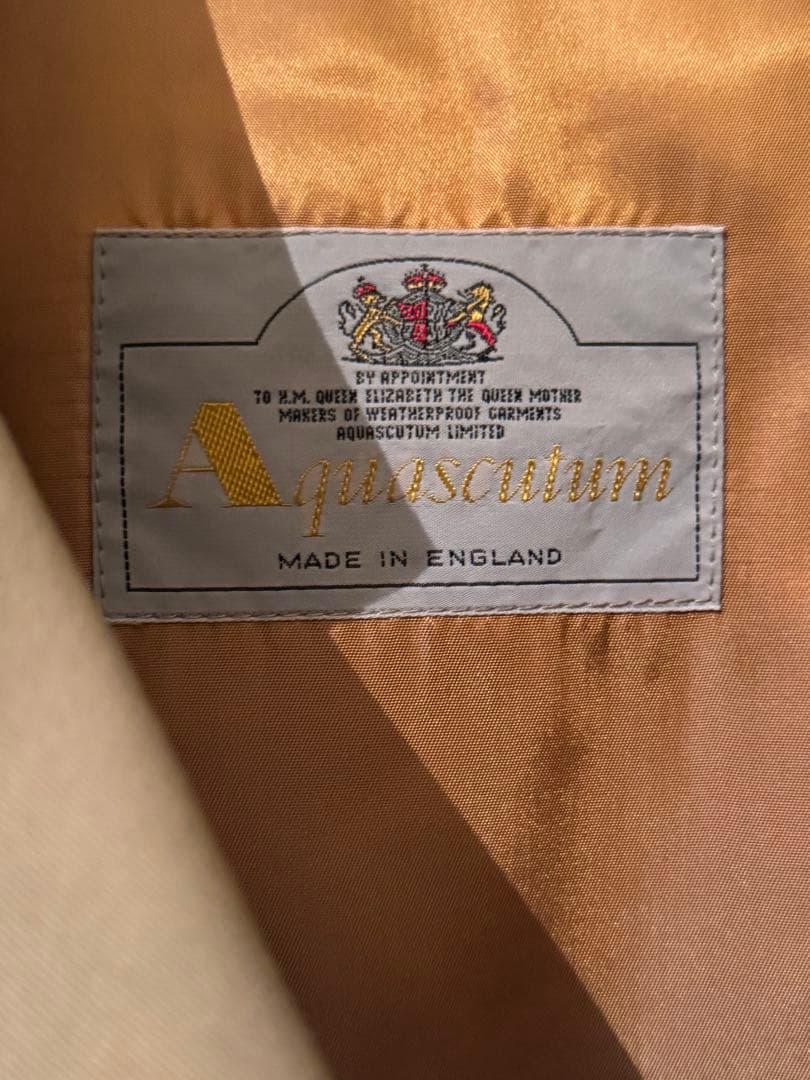 BY APPOINTMENT
TO H.M. QUEEN ELIZABETH THE QUEEN MOTHER
MAKERS OF WEATHERPROOF GARMENTS
AQUASCUTUM LIMITED
Aquascutum
MADE IN ENGLAND